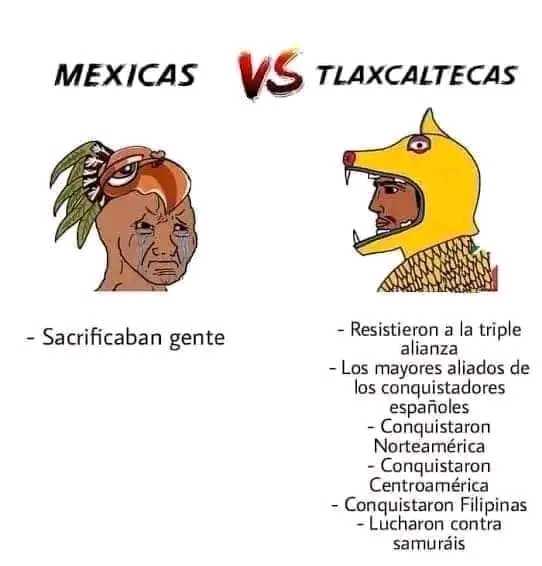 MEXICAS VS TLAXCALTECAS
- Sacrificaban gente
- Resistieron a la triple
alianza
- Los mayores aliados de
los conquistadores
españoles
- Conquistaron
Norteamérica
- Conquistaron
Centroamérica
- Conquistaron Filipinas
- Lucharon contra
samuráis